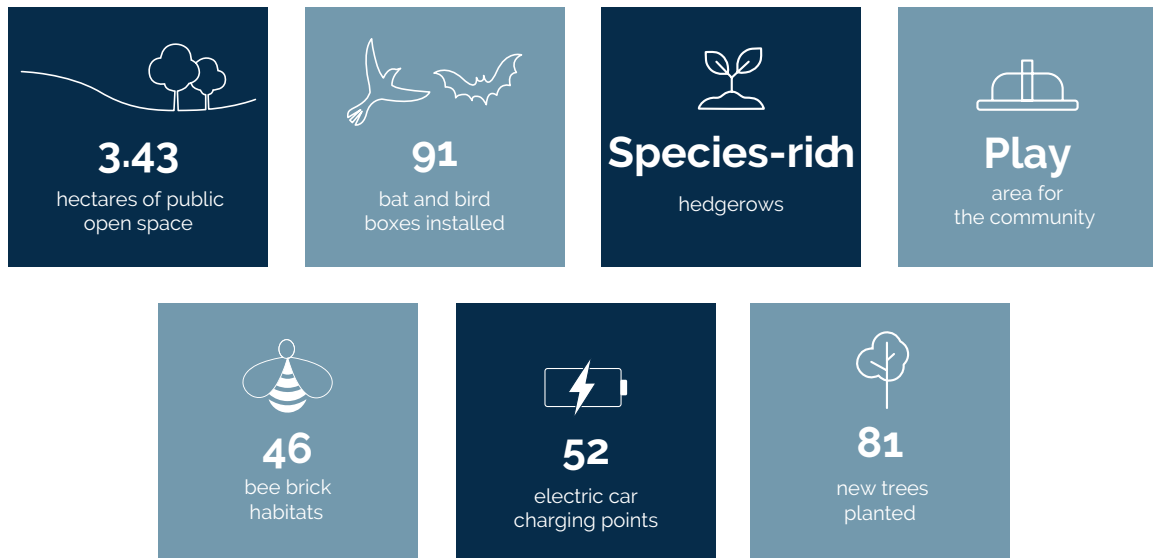 3.43
hectares of public
open space
91
bat and bird
boxes installed
Species-rich
hedgerows
Play
area for
the community
46
bee brick
habitats
52
electric car
charging points
81
new trees
planted